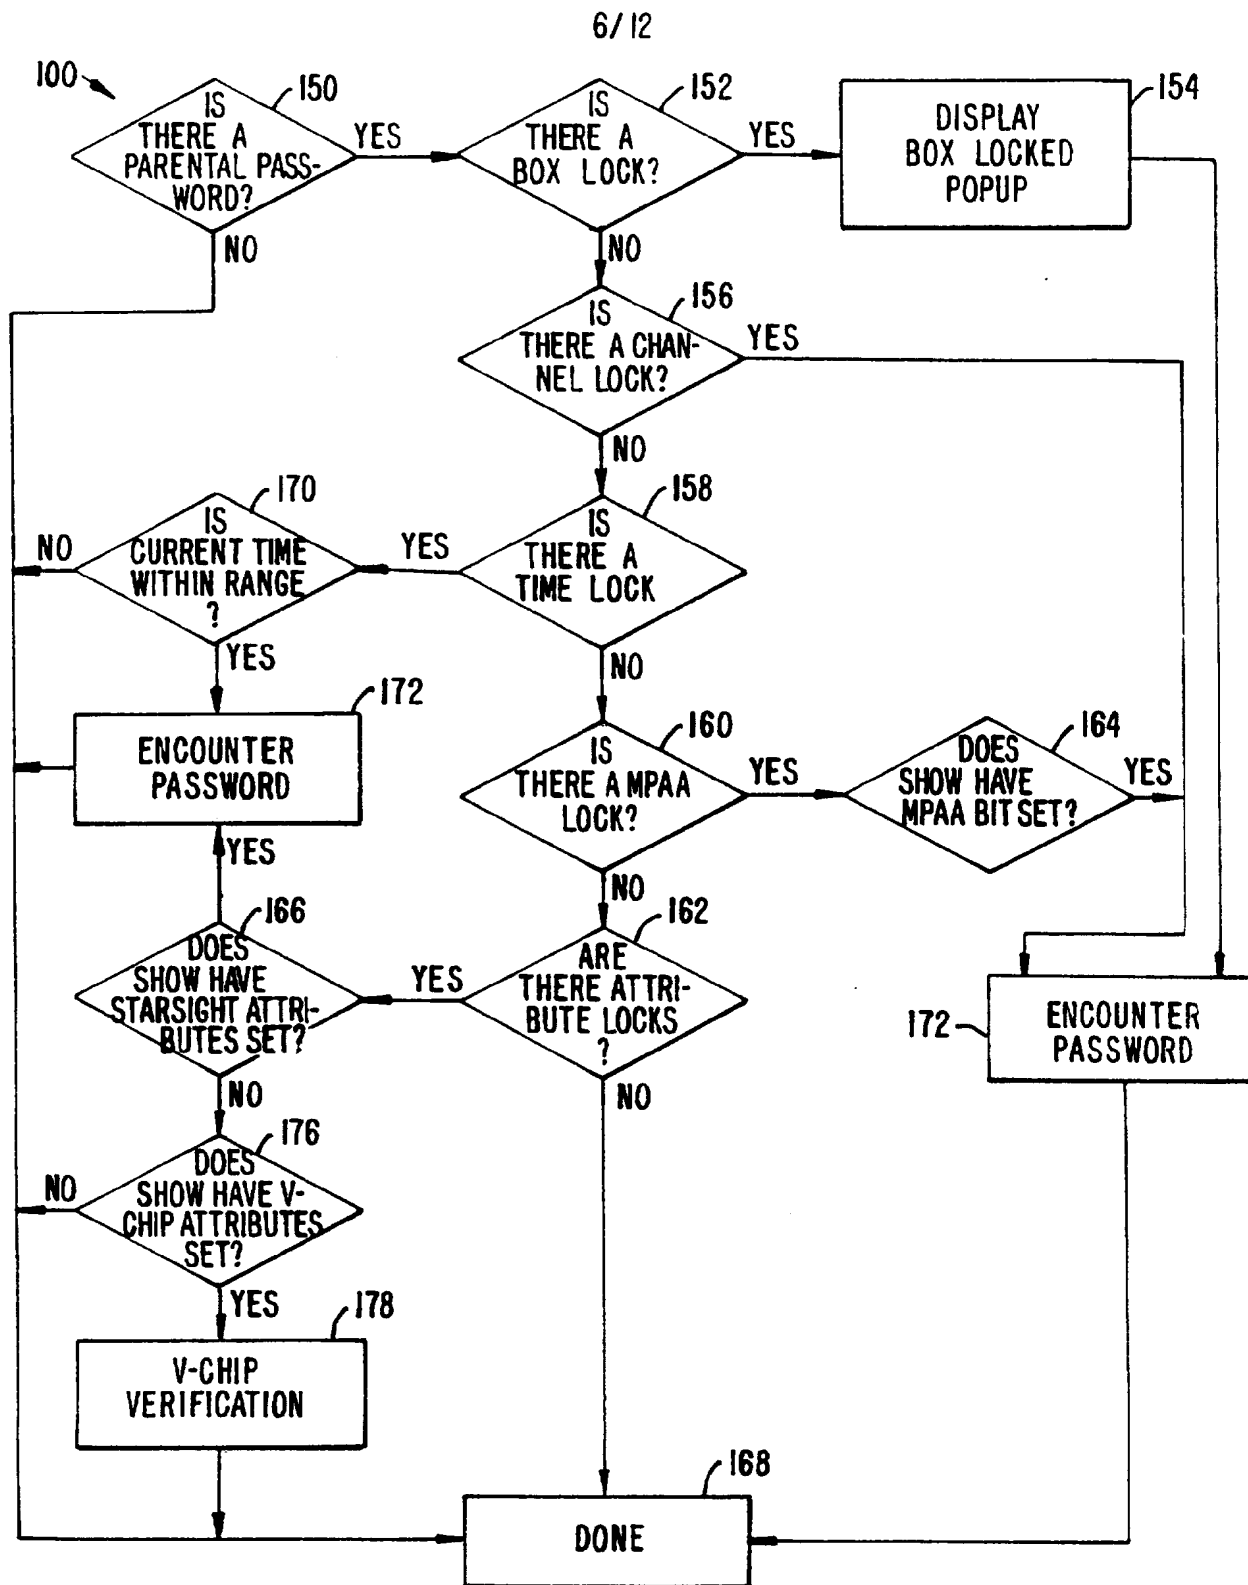 6/12
100
150
IS
THERE A
PARENTAL PASS-
WORD?
YES
NO
152
IS
THERE A
BOX LOCK?
YES
NO
154
DISPLAY
BOX LOCKED
POPUP
156
IS
THERE A CHAN-
NEL LOCK?
YES
NO
170
IS
CURRENT TIME
WITHIN RANGE
?
NO
YES
158
IS
THERE A
TIME LOCK
YES
NO
172
ENCOUNTER
PASSWORD
160
IS
THERE A MPAA
LOCK?
YES
NO
164
DOES
SHOW HAVE
MPAA BIT SET?
YES
YES
166
DOES
SHOW HAVE
STARSIGHT ATTRI-
BUTES SET?
NO
162
ARE
THERE ATTRI-
BUTE LOCKS
?
YES
NO
172
ENCOUNTER
PASSWORD
176
DOES
SHOW HAVE V-
CHIP ATTRIBUTES
SET?
NO
YES
178
V-CHIP
VERIFICATION
168
DONE